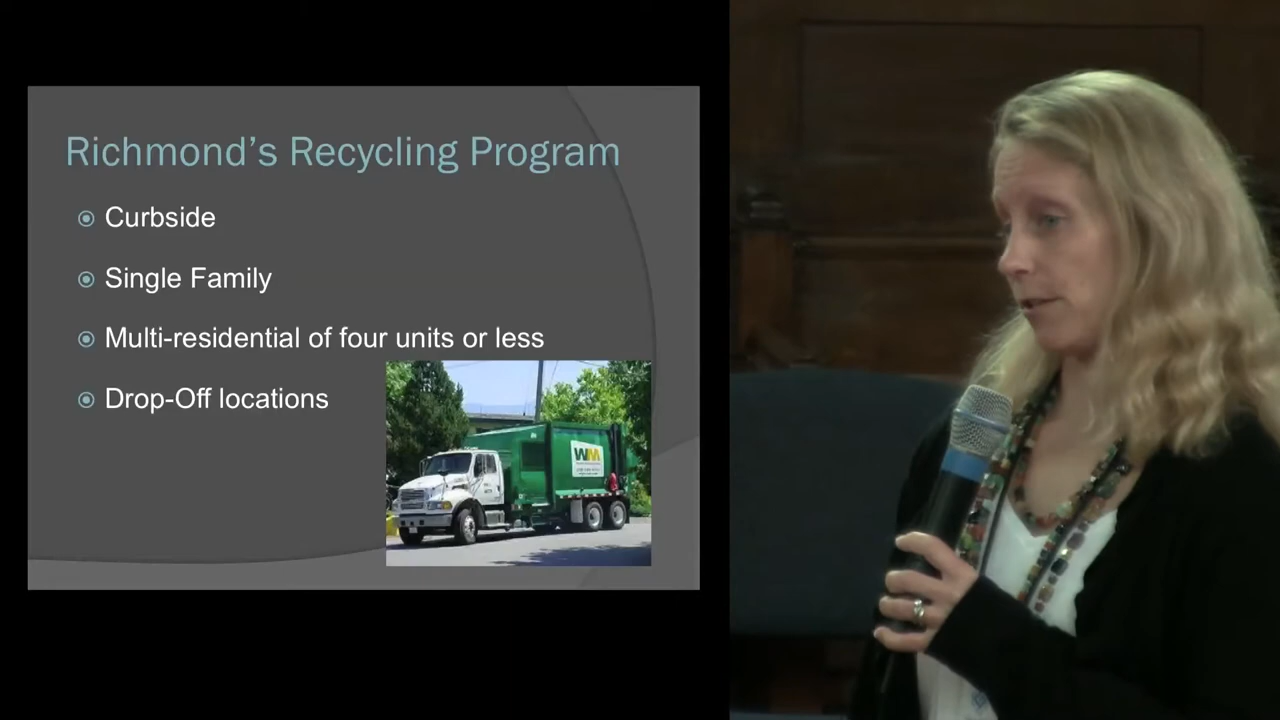 Richmond's Recycling Program
Curbside
Single Family
Multi-residential of four units or less
Drop-Off locations
WM